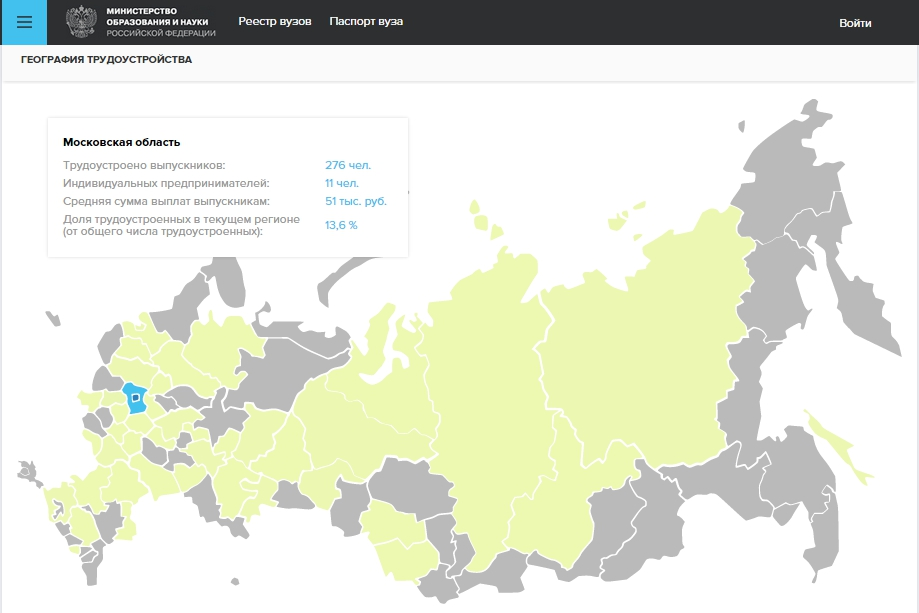 МИНИСТЕРСТВО
ОБРАЗОВАНИЯ И НАУКИ
РОССИЙСКОЙ ФЕДЕРАЦИИ
Реестр вузов
Паспорт вуза
Войти
ГЕОГРАФИЯ ТРУДОУСТРОЙСТВА
Московская область
Трудоустроено выпускников: 276 чел.
Индивидуальных предпринимателей: 11 чел.
Средняя сумма выплат выпускникам: 51 тыс. руб.
Доля трудоустроенных в текущем регионе
(от общего числа трудоустроенных): 13,6 %